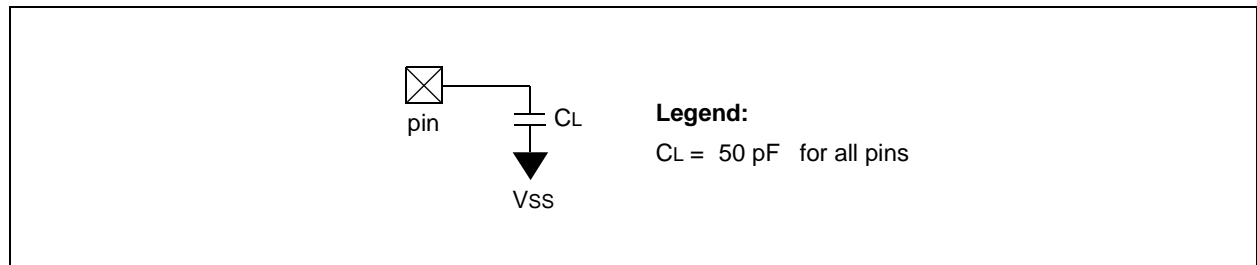 pin
CL
VSS
Legend:
CL = 50 pF for all pins